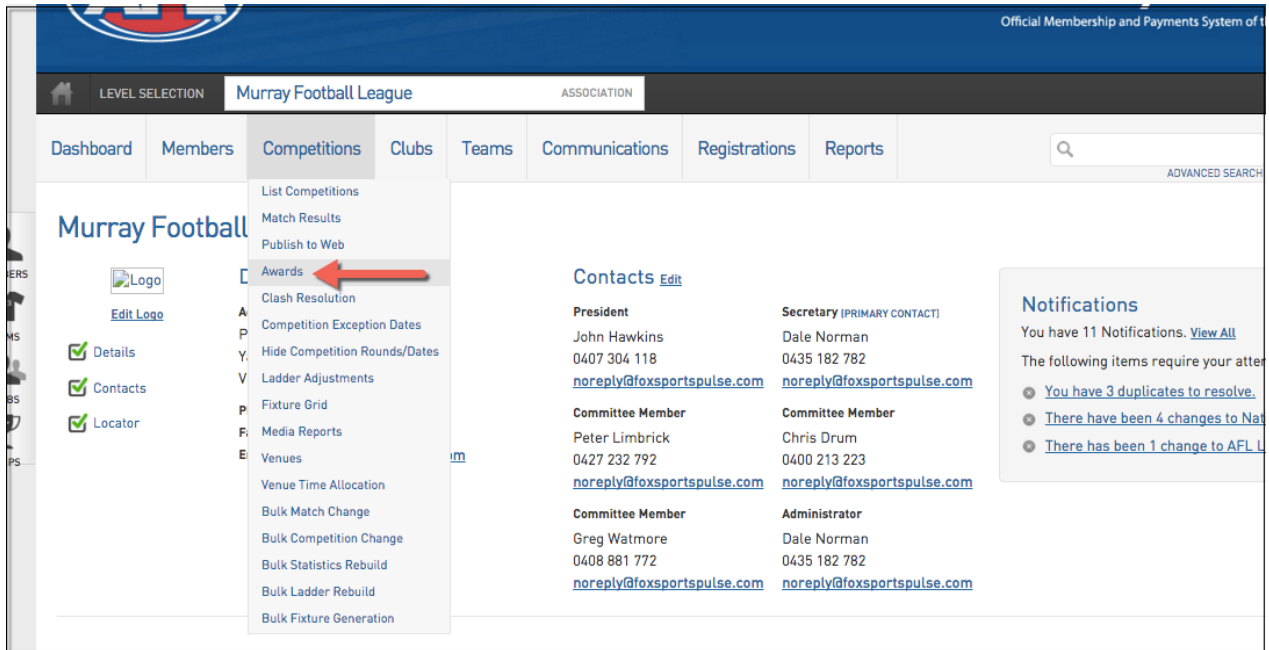 Official Membership and Payments System of
LEVEL SELECTION Murray Football League ASSOCIATION
Dashboard Members Competitions Clubs Teams Communications Registrations Reports
ADVANCED SEARCH
List Competitions
Match Results
Publish to Web
Awards
Clash Resolution
Competition Exception Dates
Hide Competition Rounds/Dates
Ladder Adjustments
Fixture Grid
Media Reports
Venues
Venue Time Allocation
Bulk Match Change
Bulk Competition Change
Bulk Statistics Rebuild
Bulk Ladder Rebuild
Bulk Fixture Generation
Murray Football
Logo
Edit Logo
Details
Contacts
Locator
Contacts Edit
President
John Hawkins
0407 304 118
noreply@foxsportspulse.com
Secretary (PRIMARY CONTACT)
Dale Norman
0435 182 782
noreply@foxsportspulse.com
Committee Member
Peter Limbrick
0427 232 792
noreply@foxsportspulse.com
Committee Member
Chris Drum
0400 213 223
noreply@foxsportspulse.com
Committee Member
Greg Watmore
0408 881 772
noreply@foxsportspulse.com
Administrator
Dale Norman
0435 182 782
noreply@foxsportspulse.com
Notifications
You have 11 Notifications. View All
The following items require your
You have 3 duplicates to resolve.
There have been 4 changes to
There has been 1 change to AFL